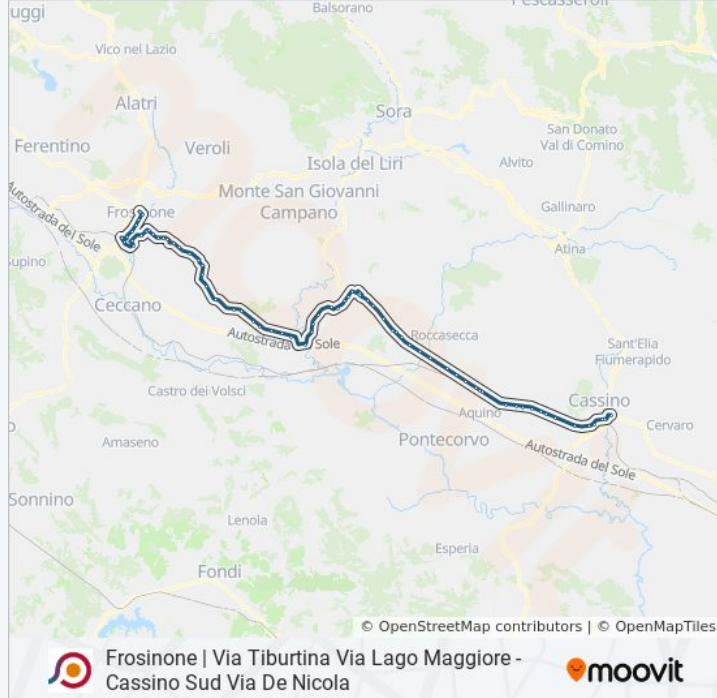 uggi
Balsorano
Pescasseroli
Vico nel Lazio
Alatri
Sora
San Donato
Val di Comino
Ferentino
Veroli
Isola del Liri
Alvito
Monte San Giovanni
Campano
Gallinaro
Autostrada del Sole
Frosinone
Atina
Supino
Ceccano
Autostrada del Sole
Roccasecca
Sant'Elia
Fiumerapido
Castro dei Volsci
Cassino
Aquino
Cervaro
Amaseno
Pontecorvo
Autostrada del Sole
Sonnino
Lenola
Esperia
Fondi
© OpenStreetMap contributors | © OpenMapTiles
Frosinone | Via Tiburtina Via Lago Maggiore -
Cassino Sud Via De Nicola
moovit